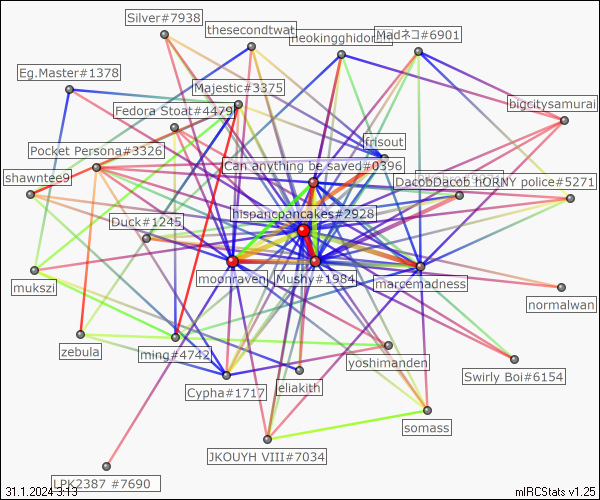 Silver#7938
thesecondtwat
neokingghidorah
Madネコ#6901
Eg.Master#1378
Majestic#3375
bigcitysamurai
Fedora Stoat#4479
frisout
Pocket Persona#3326
Can anything be saved#0396
shawntee9
DacobDacob HORNY police#5271
hispanicpancakes#2928
Duck#1245
mukszi
moonraven
Mushy#1984
marcemadness
normalwan
zebula
ming#4742
yoshimanden
Swirly Boi#6154
Cypha#1717
eliakith
somass
JKOUYH VIII#7034
LPK2387 #7690
31.1.2024 3:13
mIRCStats v1.25